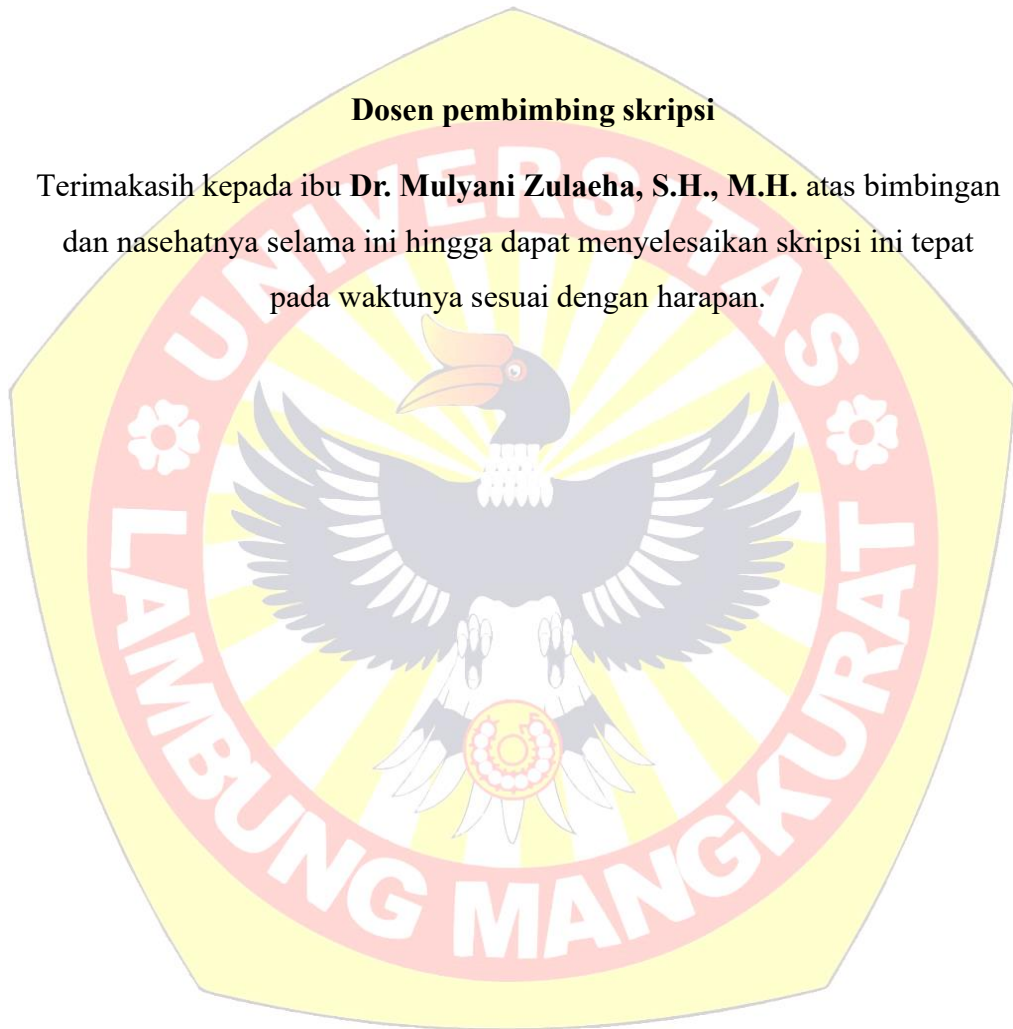 Dosen pembimbing skripsi
Terimakasih kepada ibu Dr. Mulyani Zulaeha, S.H., M.H. atas bimbingan
dan nasehatnya selama ini hingga dapat menyelesaikan skripsi ini tepat
pada waktunya sesuai dengan harapan.
UNIVERSITAS
LAMBUNG MANGKURAT